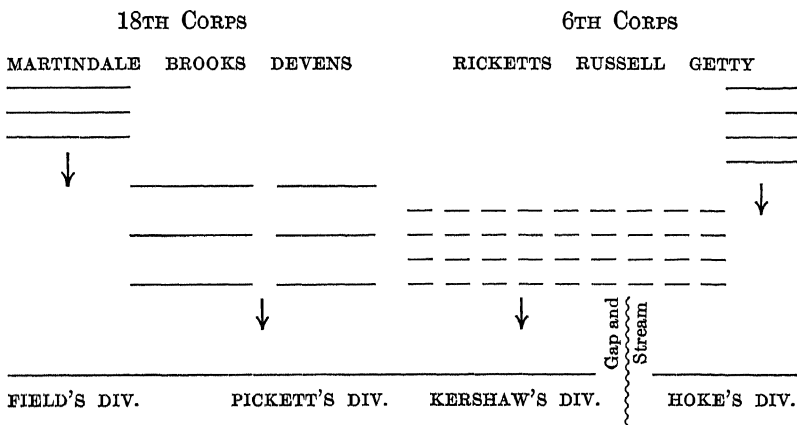 18TH CORPS 6TH CORPS
MARTINDALE BROOKS DEVENS RICKETTS RUSSELL GETTY
Gap and
Stream
FIELD'S DIV. PICKETT'S DIV. KERSHAW'S DIV. HOKE'S DIV.